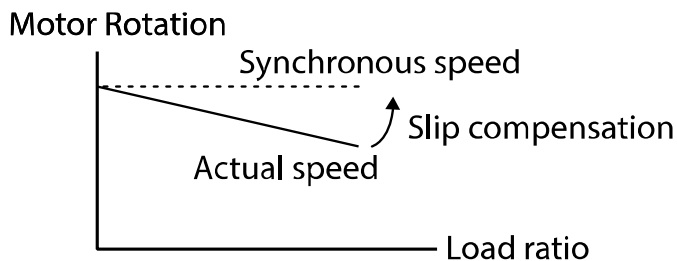 Motor Rotation
Synchronous speed
Slip compensation
Actual speed
Load ratio